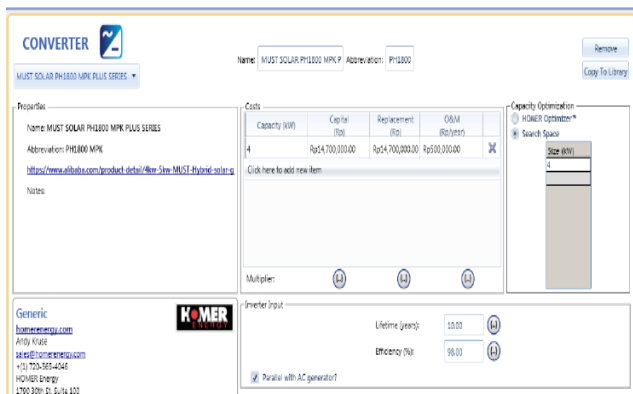 CONVERTER
Name: MUST SOLAR PH1800 MPK P Abbreviation: PH1800
Remove
Copy To Library
MUST SOLAR PH1800 MPK PLUS SERIES
Properties
Name: MUST SOLAR PH1800 MPK PLUS SERIES
Abbreviation: PH1800 MPK
https://www.alibaba.com/product-detail/4kw-5kw-MUST-Hybrid-solar-g
Notes:
Costs
Capacity (kW) Capital (Rp) Replacement (Rp) O&M (Rp/year)
4 Rp14,700,000.00 Rp14,700,000.00 Rp500,000.00
Click here to add new item
Multiplier: (..) (..) (..)
Capacity Optimization
HOMER Optimizer™
Search Space
Size (kW)
4
Generic
homerenergy.com
Andy Kruse
sales@homerenergy.com
+(1) 720-565-4046
HOMER Energy
1790 30th St. Suite 100
HOMER
ENERGY
Inverter Input
Lifetime (years): 10.00 (..)
Efficiency (%): 98.00 (..)
Parallel with AC generator?